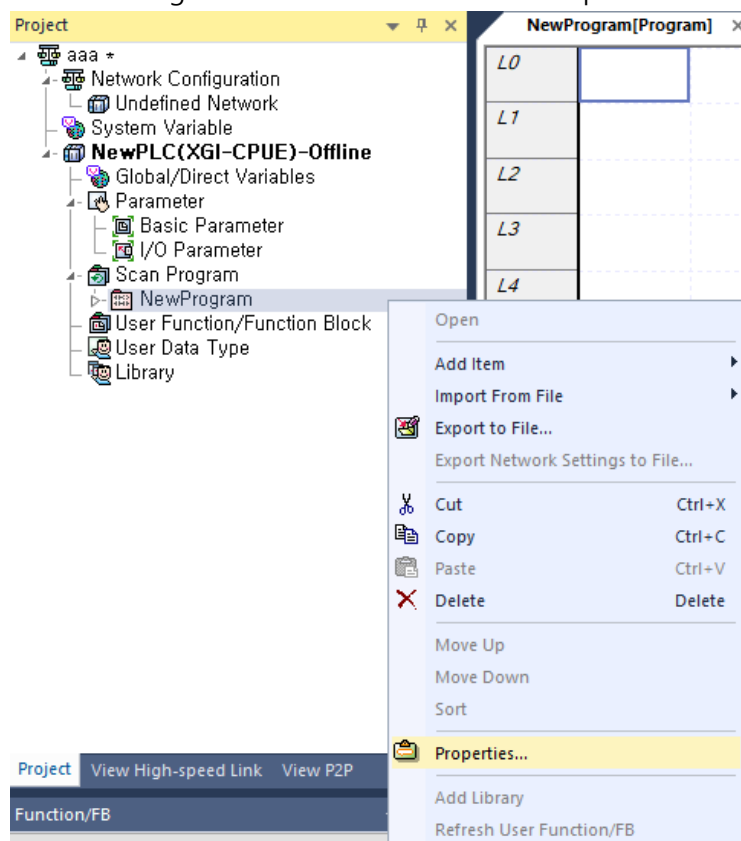 Project
NewProgram[Program]
aaa *
Network Configuration
Undefined Network
System Variable
NewPLC(XGI-CPUE)-Offline
Global/Direct Variables
Parameter
Basic Parameter
I/O Parameter
Scan Program
NewProgram
User Function/Function Block
User Data Type
Library
L0
L1
L2
L3
L4
Open
Add Item
Import From File
Export to File...
Export Network Settings to File...
Cut Ctrl+X
Copy Ctrl+C
Paste Ctrl+V
Delete Delete
Move Up
Move Down
Sort
Properties...
Add Library
Refresh User Function/FB
Project View High-speed Link View P2P
Function/FB